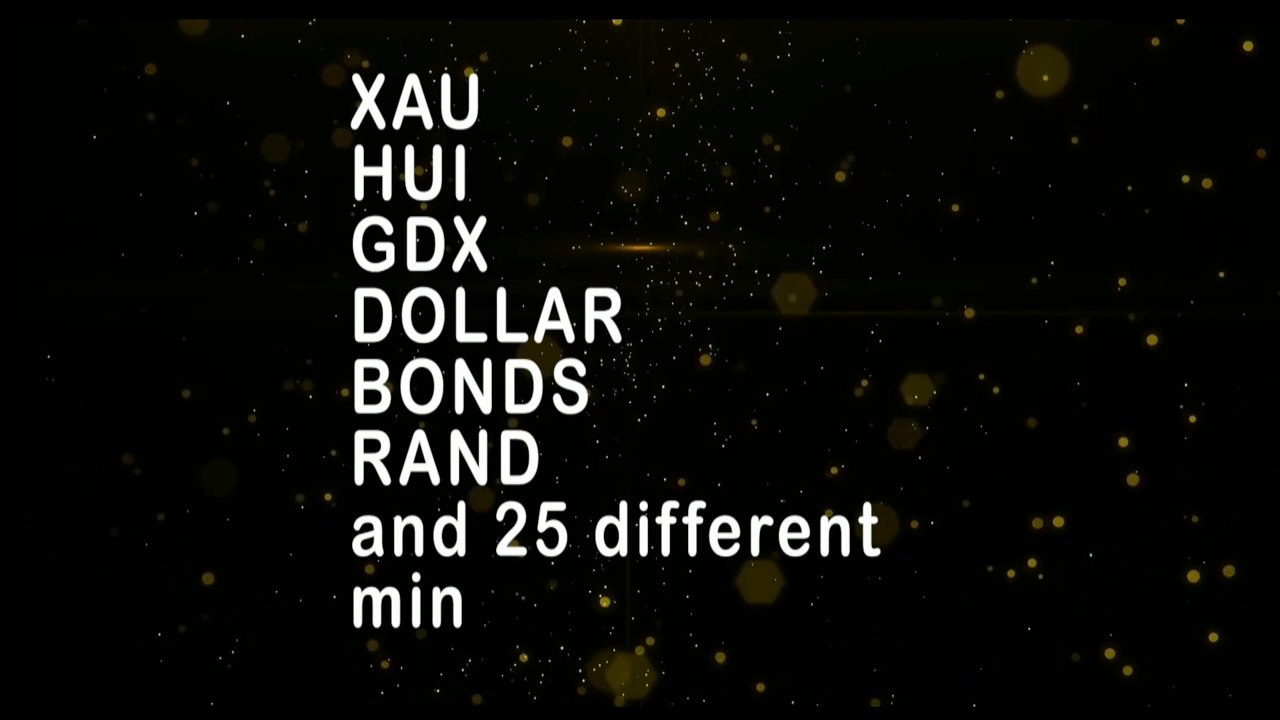 XAU
HUI
GDX
DOLLAR
BONDS
RAND
and 25 different
min